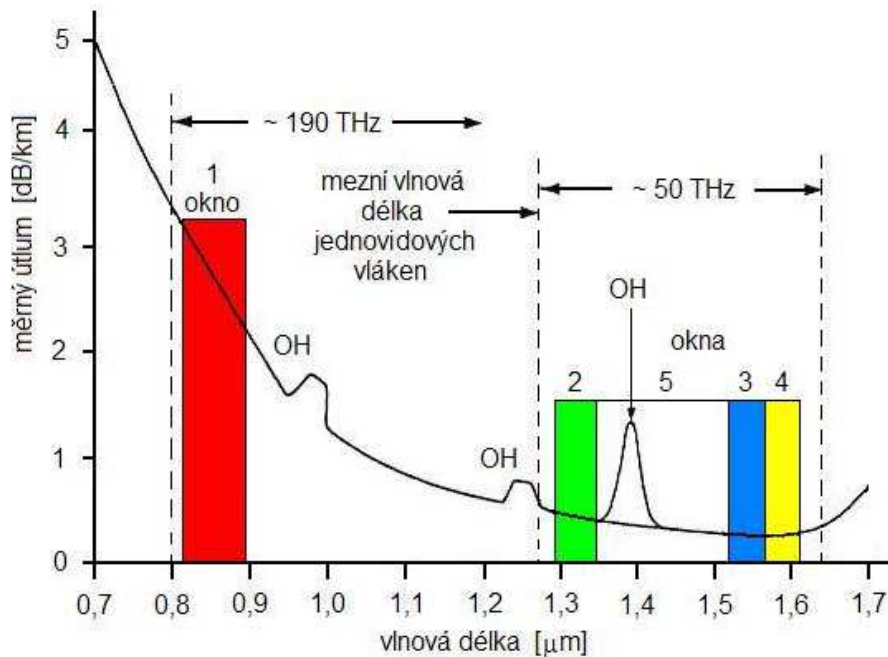 měrný útlum [dB/km]
5
4
3
2
1
0
~ 190 THz
1
okno
mezní vlnová
délka
jednovidových
vláken
~ 50 THz
OH
OH
OH
okna
2
5
3
4
0,7
0,8
0,9
1,0
1,1
1,2
1,3
1,4
1,5
1,6
1,7
vlnová délka [μm]